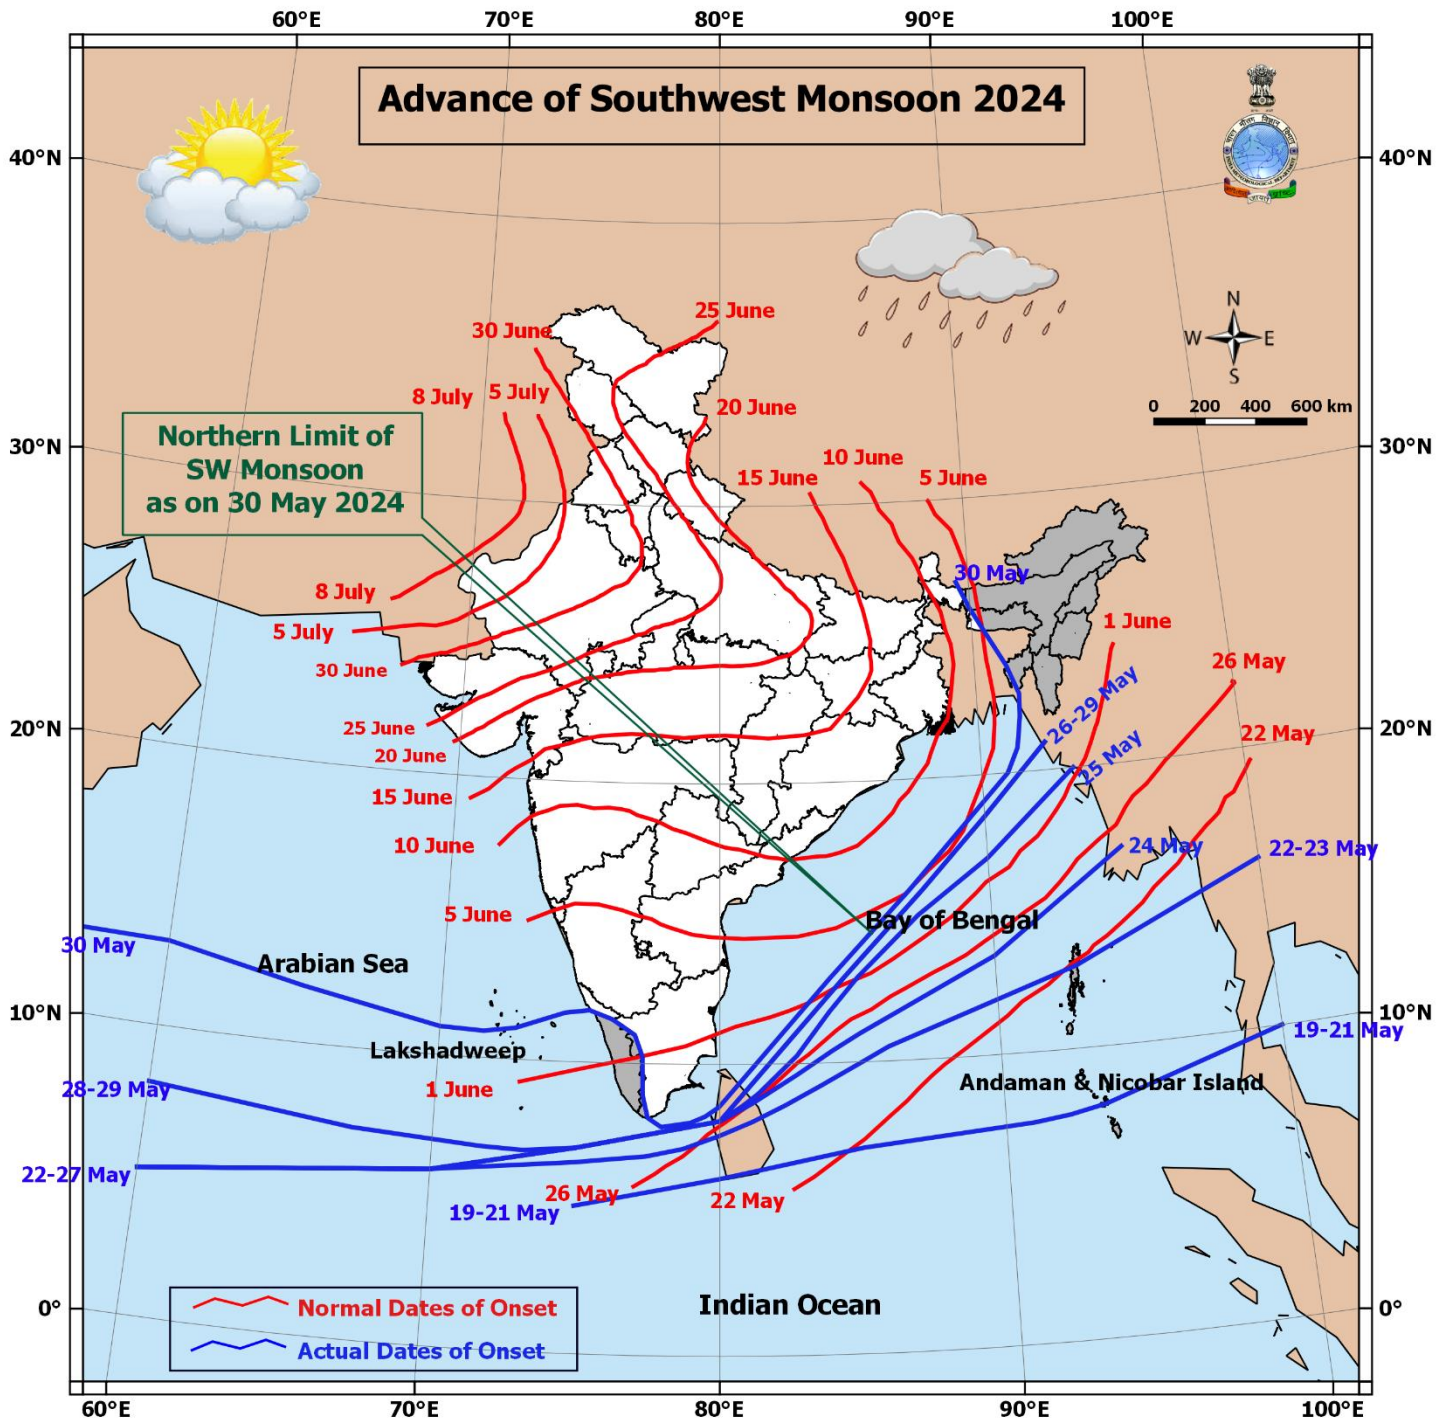 60°E 70°E 80°E 90°E 100°E
Advance of Southwest Monsoon 2024
40°N 40°N
N
W E
S
25 June
30 June
8 July 5 July
20 June
0 200 400 600 km
Northern Limit of
SW Monsoon
as on 30 May 2024
30°N 30°N
10 June
15 June 5 June
30 May
8 July
5 July
1 June
30 June
26 May
26-29 May
25 June
20°N 20°N
22 May
20 June
25 May
15 June
10 June
24 May
22-23 May
5 June
Bay of Bengal
30 May
Arabian Sea
10°N 10°N
19-21 May
Lakshadweep
28-29 May
1 June
Andaman & Nicobar Island
22-27 May
26 May
22 May
19-21 May
0° 0°
Indian Ocean
Normal Dates of Onset
Actual Dates of Onset
60°E 70°E 80°E 90°E 100°E